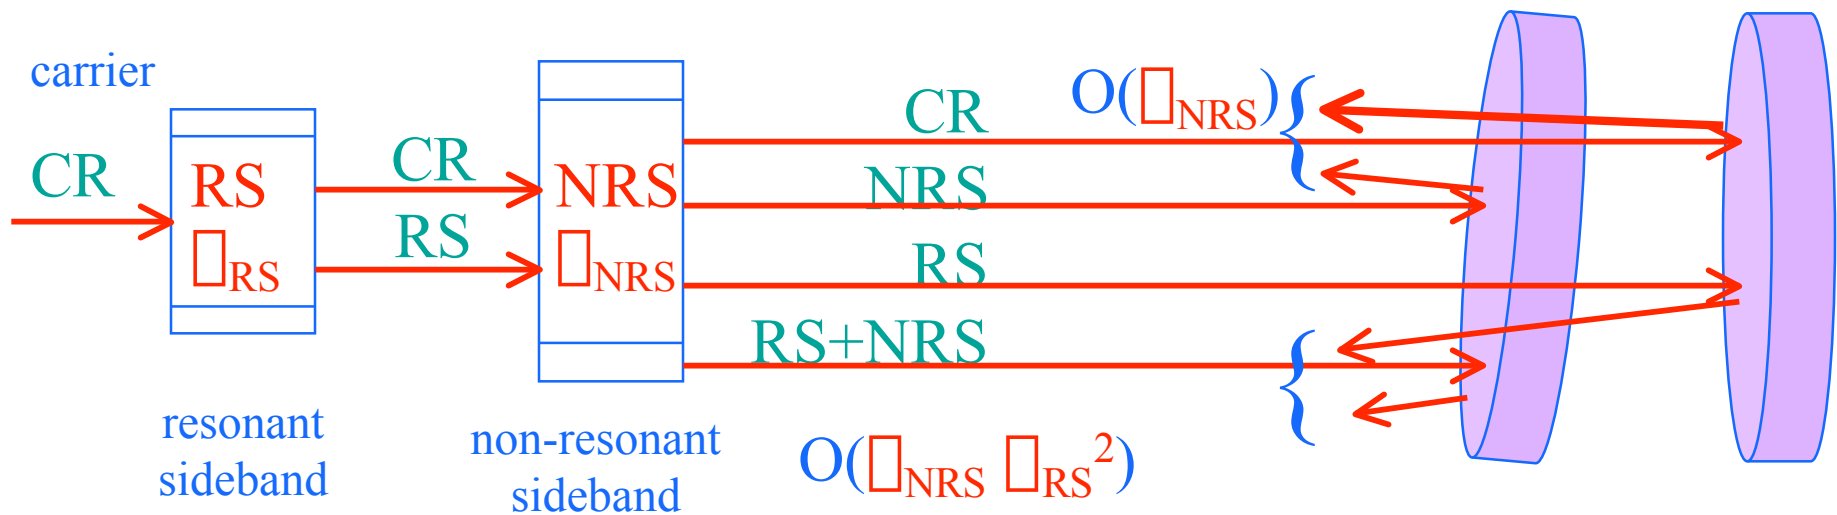 carrier
CR
RS
□RS
resonant
sideband
CR
RS
NRS
□NRS
non-resonant
sideband
CR
NRS
RS
RS+NRS
O(□NRS)
O(□NRS □RS²)